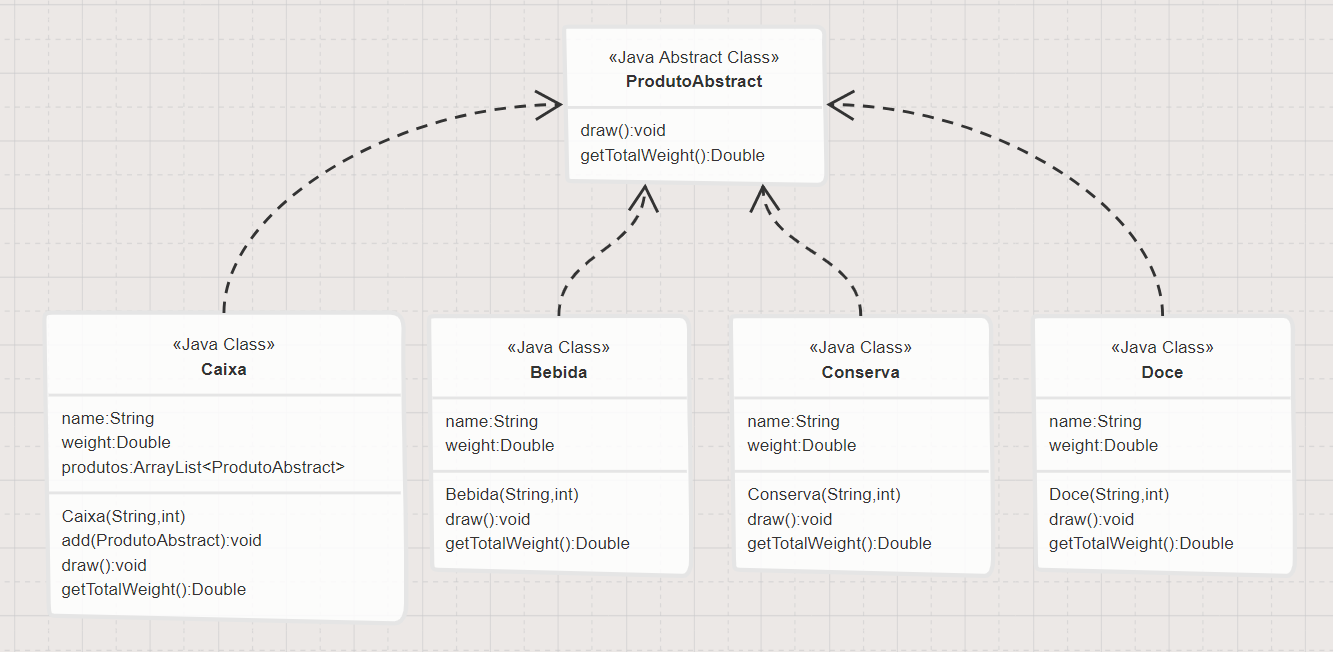 «Java Abstract Class»
ProdutoAbstract
draw():void
getTotalWeight():Double
«Java Class»
Caixa
name:String
weight:Double
produtos:ArrayList<ProdutoAbstract>
Caixa(String,int)
add(ProdutoAbstract):void
draw():void
getTotalWeight():Double
«Java Class»
Bebida
name:String
weight:Double
Bebida(String,int)
draw():void
getTotalWeight():Double
«Java Class»
Conserva
name:String
weight:Double
Conserva(String,int)
draw():void
getTotalWeight():Double
«Java Class»
Doce
name:String
weight:Double
Doce(String,int)
draw():void
getTotalWeight():Double